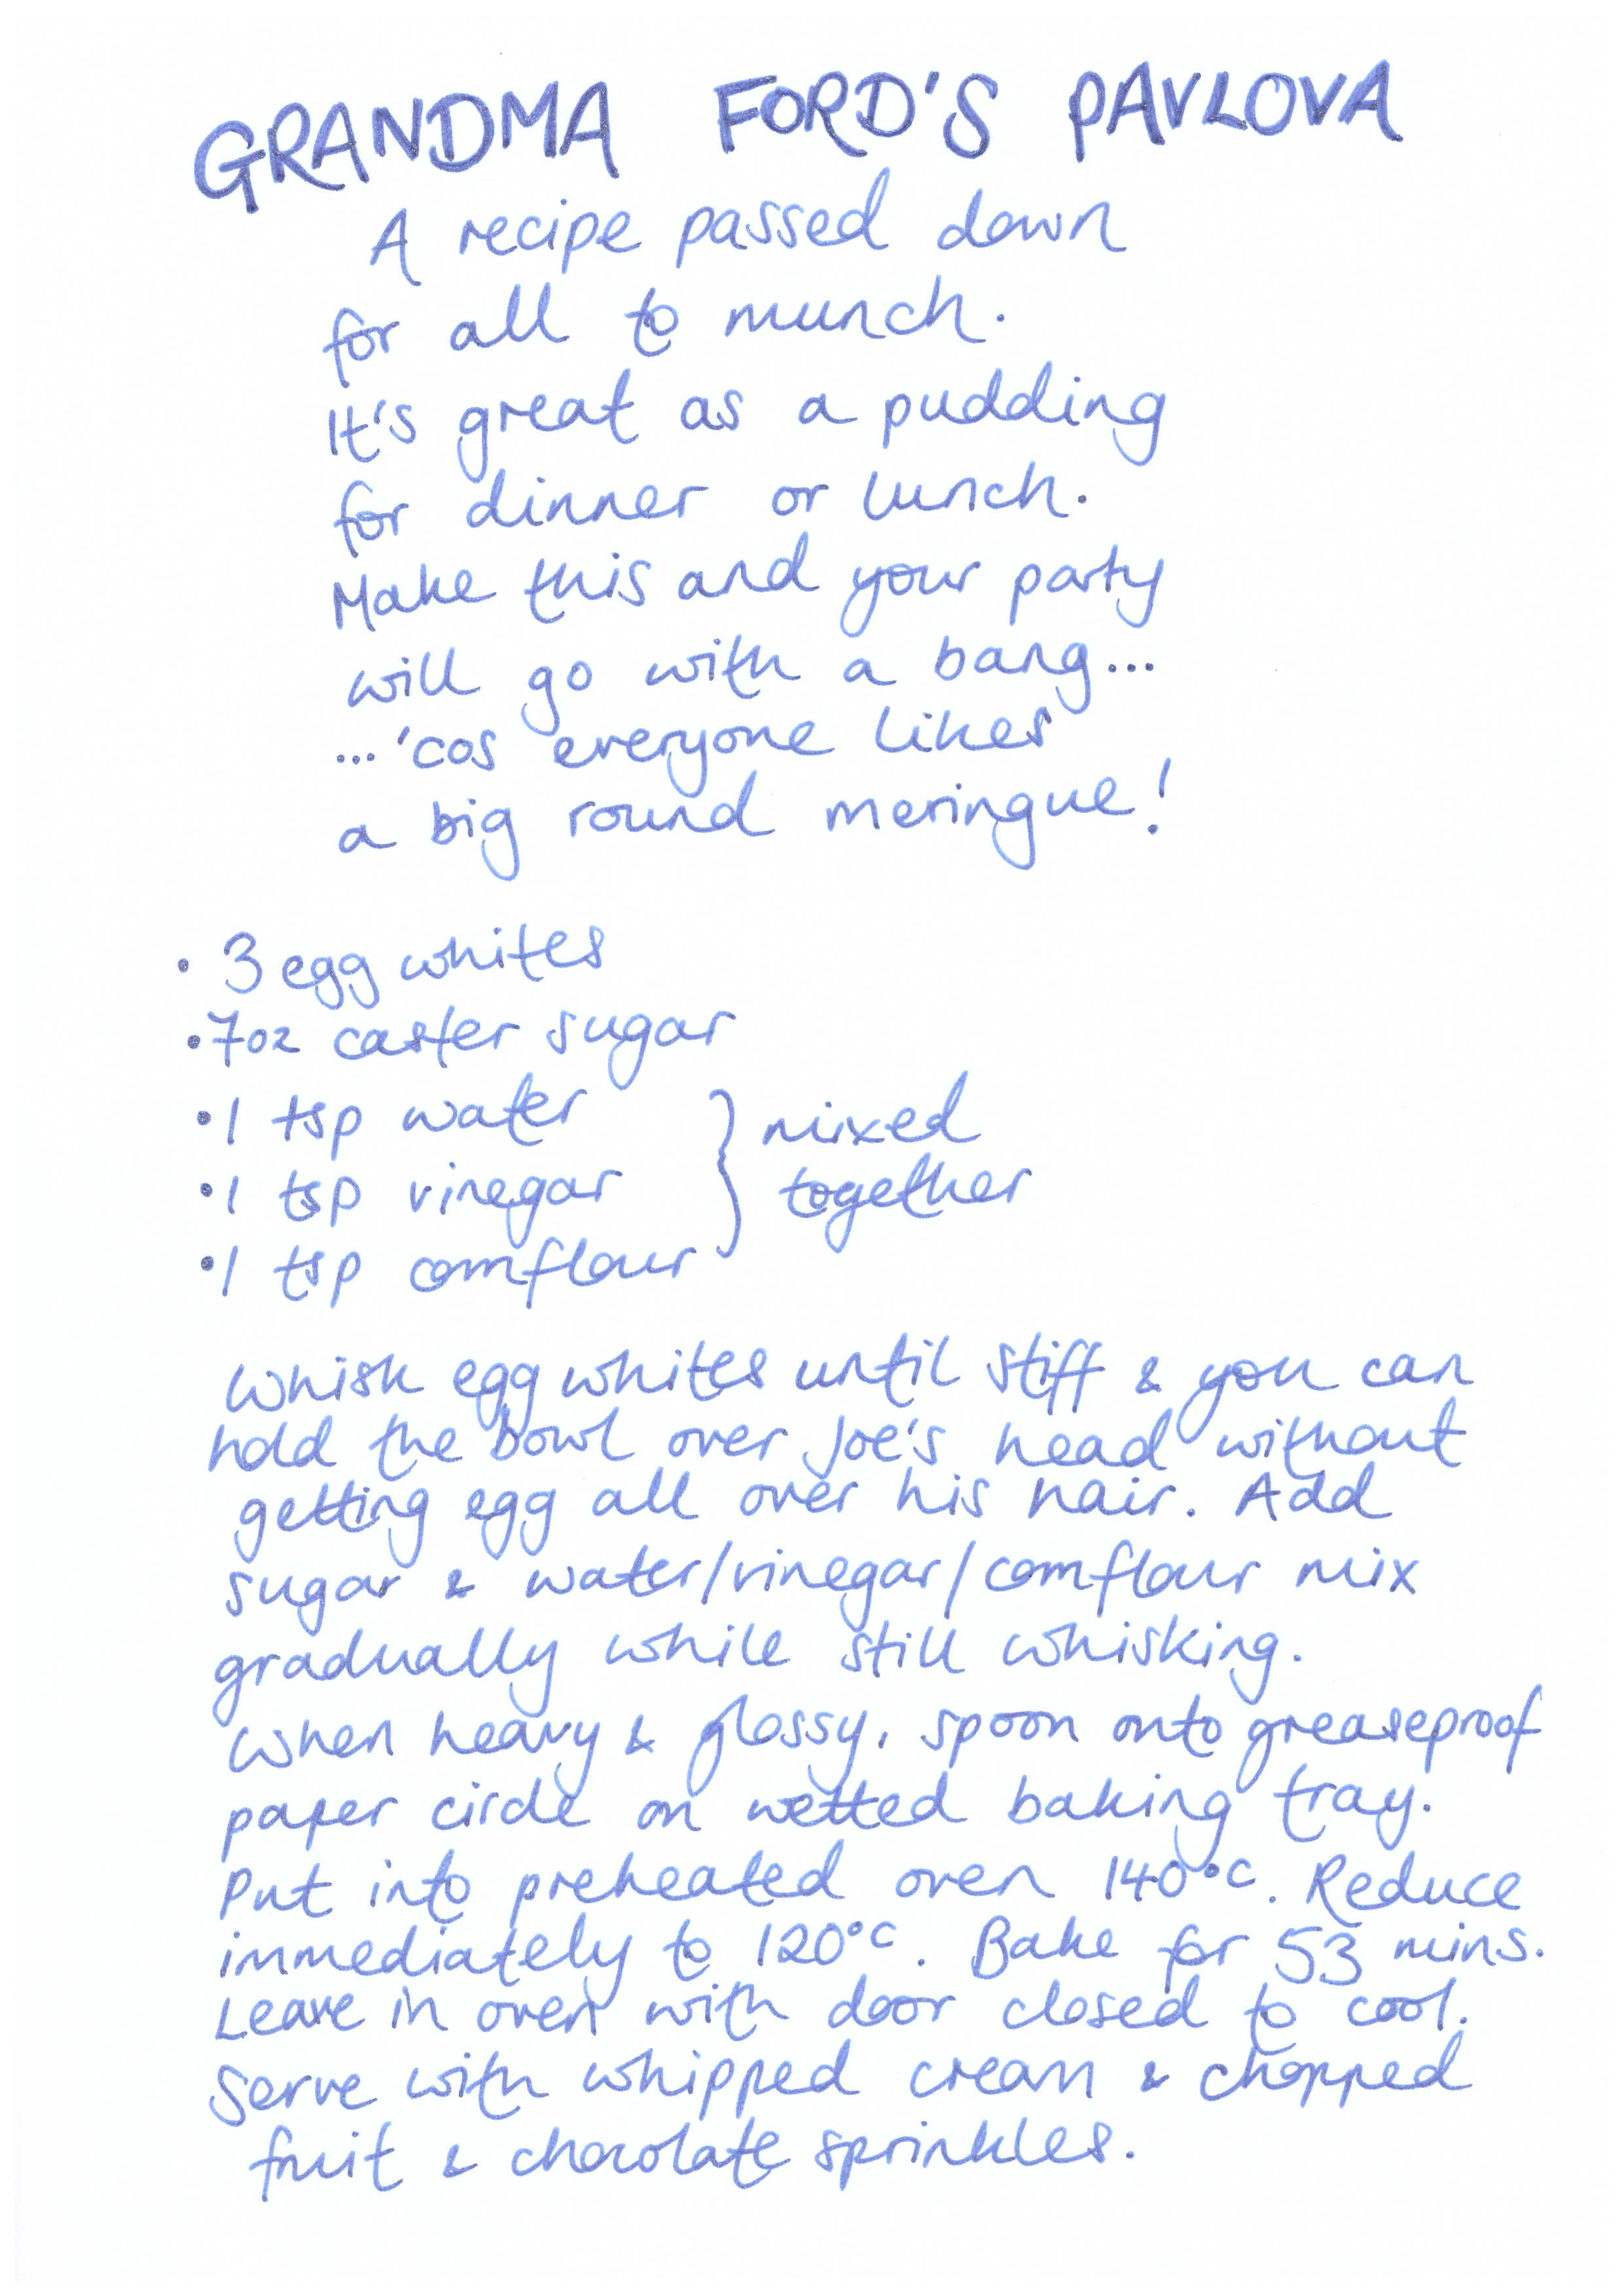 GRANDMA FORD'S PAVLOVA
A recipe passed down
for all to munch.
It's great as a pudding
for dinner or lunch.
Make this and your party
will go with a bang...
...'cos everyone likes
a big round meringue!
• 3 egg whites
• 7oz caster sugar
• 1 tsp water } mixed
• 1 tsp vinegar together
• 1 tsp cornflour
Whisk egg whites until stiff & you can
hold the bowl over Joe's head without
getting egg all over his hair. Add
sugar & water/vinegar/cornflour mix
gradually while still whisking.
When heavy & glossy, spoon onto greaseproof
paper circle on wetted baking tray.
Put into preheated oven 140°c. Reduce
immediately to 120°c. Bake for 53 mins.
Leave in oven with door closed to cool.
Serve with whipped cream & chopped
fruit & chocolate sprinkles.